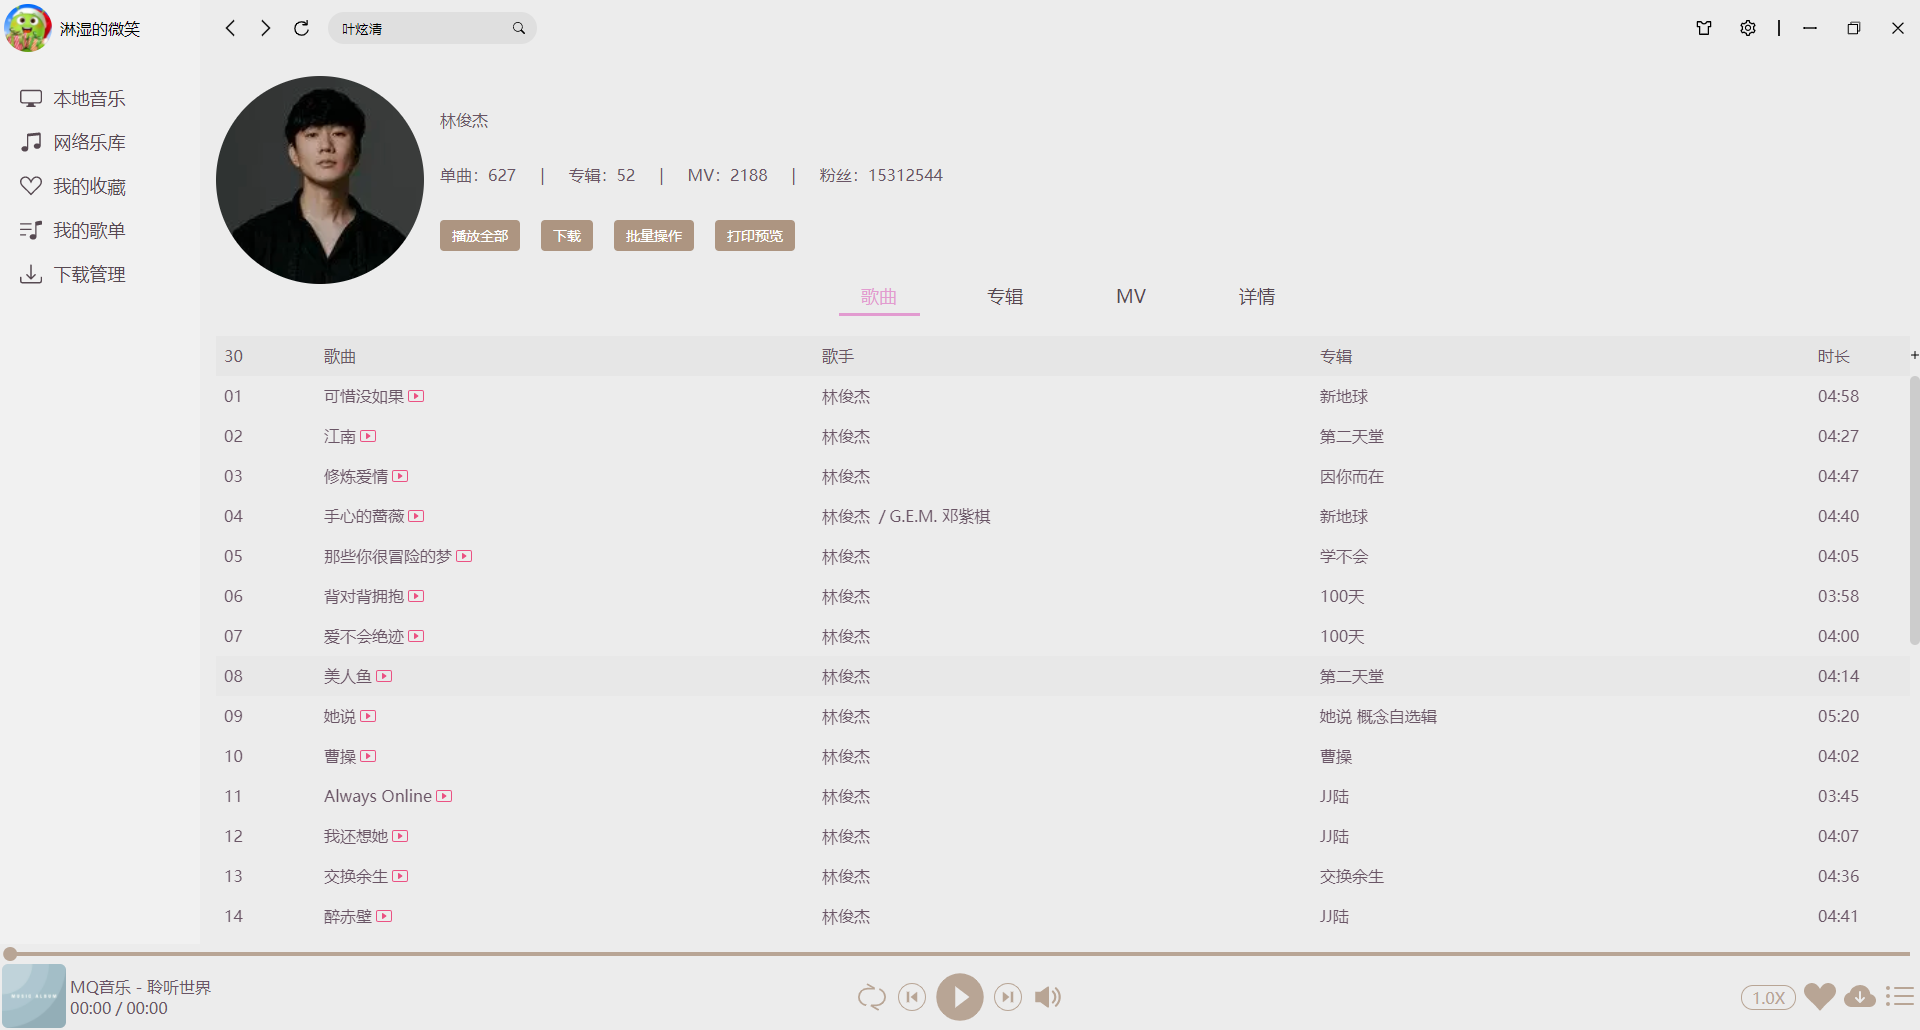 淋湿的微笑
叶炫清
本地音乐
网络乐库
我的收藏
我的歌单
下载管理
林俊杰
单曲：627 | 专辑：52 | MV：2188 | 粉丝：15312544
播放全部 下载 批量操作 打印预览
歌曲 专辑 MV 详情
30 歌曲 歌手 专辑 时长 +
01 可惜没如果 林俊杰 新地球 04:58
02 江南 林俊杰 第二天堂 04:27
03 修炼爱情 林俊杰 因你而在 04:47
04 手心的蔷薇 林俊杰 / G.E.M. 邓紫棋 新地球 04:40
05 那些你很冒险的梦 林俊杰 学不会 04:05
06 背对背拥抱 林俊杰 100天 03:58
07 爱不会绝迹 林俊杰 100天 04:00
08 美人鱼 林俊杰 第二天堂 04:14
09 她说 林俊杰 她说 概念自选辑 05:20
10 曹操 林俊杰 曹操 04:02
11 Always Online 林俊杰 JJ陆 03:45
12 我还想她 林俊杰 JJ陆 04:07
13 交换余生 林俊杰 交换余生 04:36
14 醉赤壁 林俊杰 JJ陆 04:41
MUSIC ALBUM
MQ音乐 - 聆听世界
00:00 / 00:00
1.0X